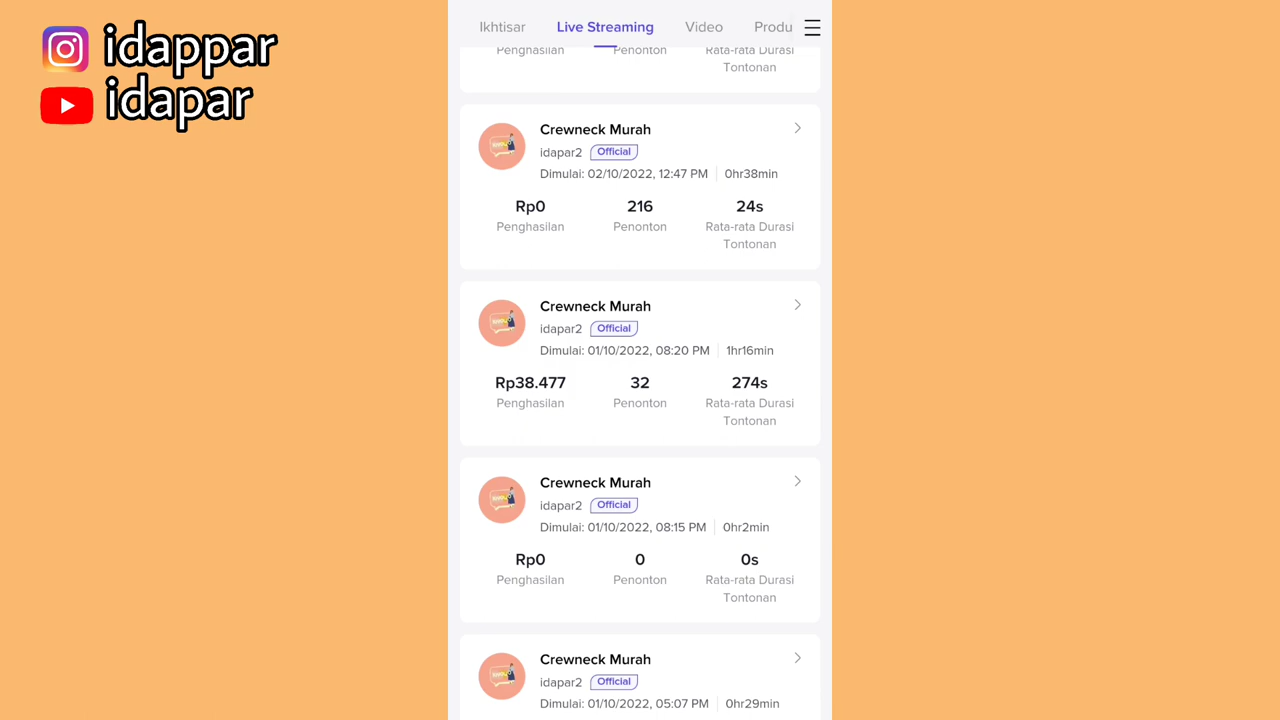 idappar
idapar
Ikhtisar Live Streaming Video Produ
Penghasilan Penonton Rata-rata Durasi
Tontonan
Crewneck Murah
idapar2 Official
Dimulai: 02/10/2022, 12:47 PM 0hr38min
Rp0 216 24s
Penghasilan Penonton Rata-rata Durasi
Tontonan
Crewneck Murah
idapar2 Official
Dimulai: 01/10/2022, 08:20 PM 1hr16min
Rp38.477 32 274s
Penghasilan Penonton Rata-rata Durasi
Tontonan
Crewneck Murah
idapar2 Official
Dimulai: 01/10/2022, 08:15 PM 0hr2min
Rp0 0 0s
Penghasilan Penonton Rata-rata Durasi
Tontonan
Crewneck Murah
idapar2 Official
Dimulai: 01/10/2022, 05:07 PM 0hr29min